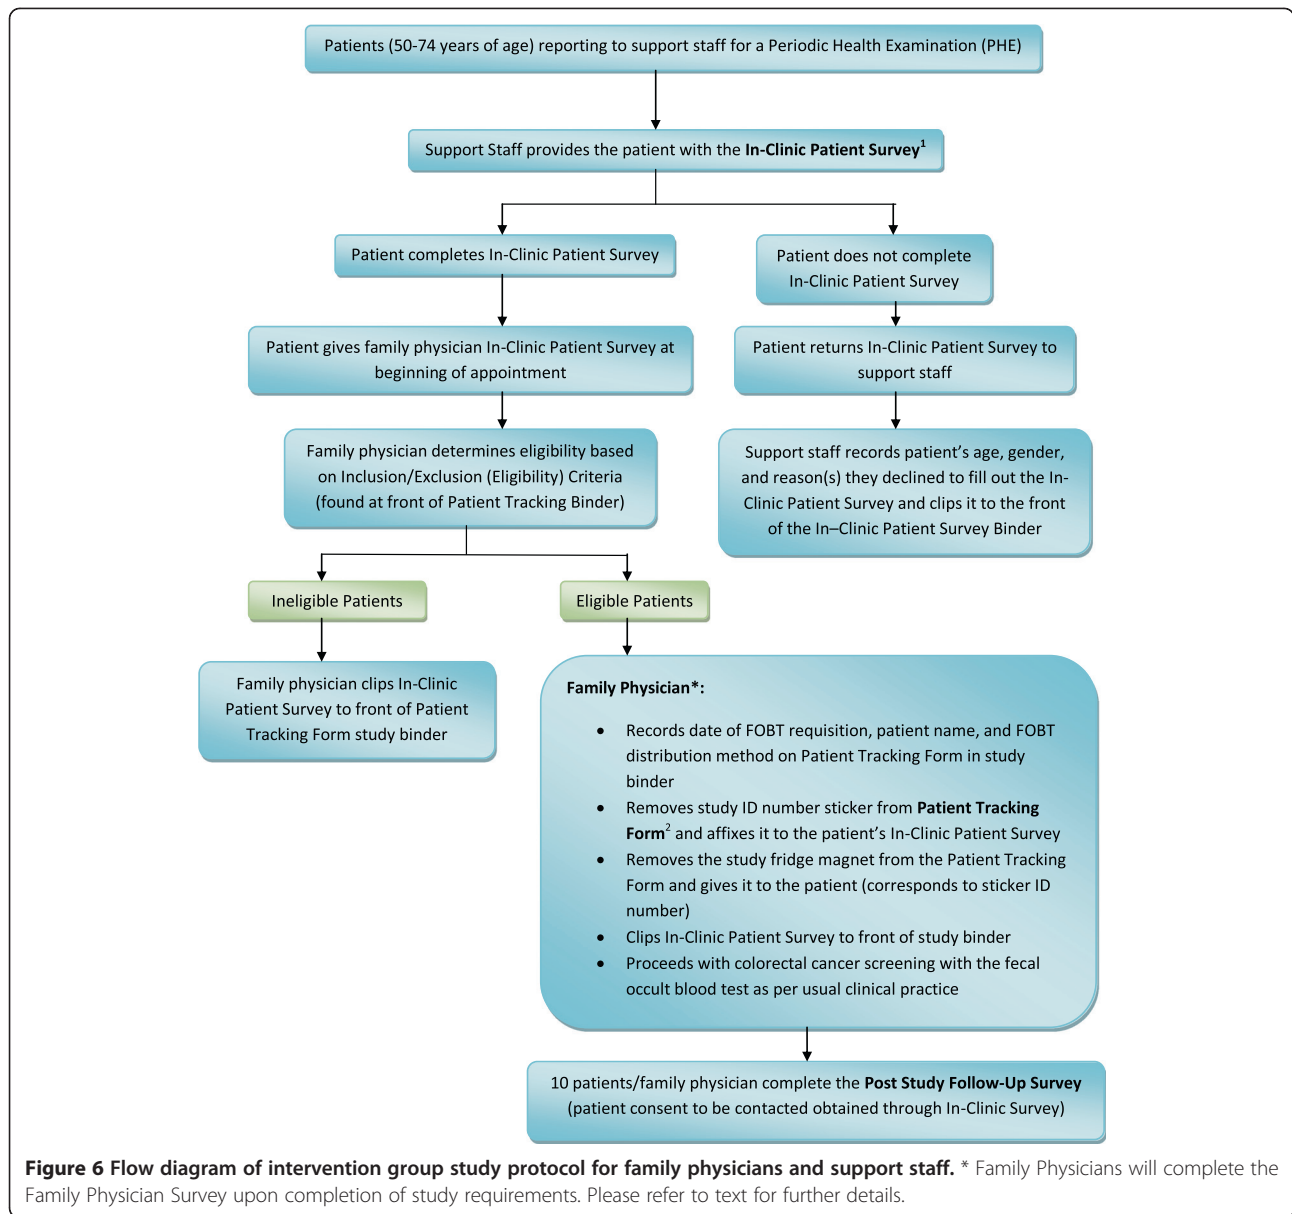 Patients (50-74 years of age) reporting to support staff for a Periodic Health Examination (PHE)
Support Staff provides the patient with the In-Clinic Patient Survey1
Patient completes In-Clinic Patient Survey
Patient does not complete
In-Clinic Patient Survey
Patient gives family physician In-Clinic Patient Survey at
beginning of appointment
Patient returns In-Clinic Patient Survey to
support staff
Family physician determines eligibility based
on Inclusion/Exclusion (Eligibility) Criteria
(found at front of Patient Tracking Binder)
Support staff records patient's age, gender,
and reason(s) they declined to fill out the In-
Clinic Patient Survey and clips it to the front
of the In–Clinic Patient Survey Binder
Ineligible Patients
Eligible Patients
Family physician clips In-Clinic
Patient Survey to front of Patient
Tracking Form study binder
Family Physician*:
• Records date of FOBT requisition, patient name, and FOBT
distribution method on Patient Tracking Form in study
binder
• Removes study ID number sticker from Patient Tracking
Form2 and affixes it to the patient's In-Clinic Patient Survey
• Removes the study fridge magnet from the Patient Tracking
Form and gives it to the patient (corresponds to sticker ID
number)
• Clips In-Clinic Patient Survey to front of study binder
• Proceeds with colorectal cancer screening with the fecal
occult blood test as per usual clinical practice
10 patients/family physician complete the Post Study Follow-Up Survey
(patient consent to be contacted obtained through In-Clinic Survey)
Figure 6 Flow diagram of intervention group study protocol for family physicians and support staff. * Family Physicians will complete the
Family Physician Survey upon completion of study requirements. Please refer to text for further details.